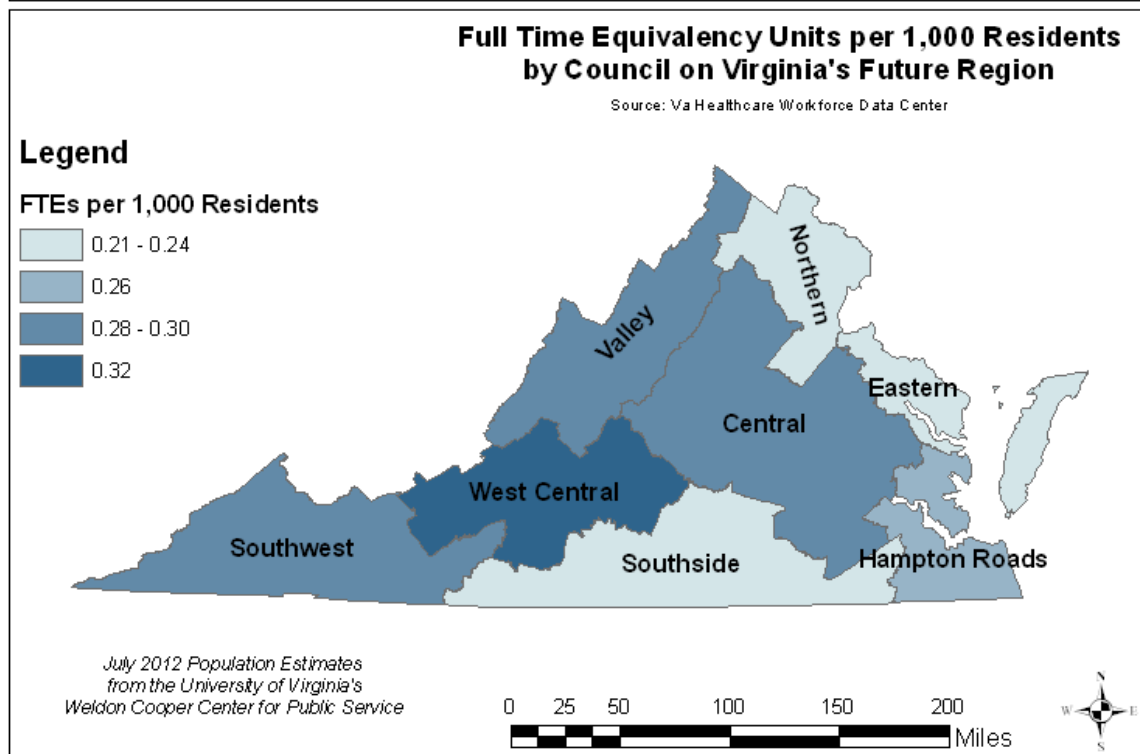 Full Time Equivalency Units per 1,000 Residents
by Council on Virginia's Future Region
Source: Va Healthcare Workforce Data Center
Legend
FTEs per 1,000 Residents
0.21 - 0.24
0.26
0.28 - 0.30
0.32
Northern
Valley
Eastern
Central
West Central
Southwest
Southside
Hampton Roads
July 2012 Population Estimates
from the University of Virginia's
Weldon Cooper Center for Public Service
0 25 50 100 150 200
Miles
N
W E
S